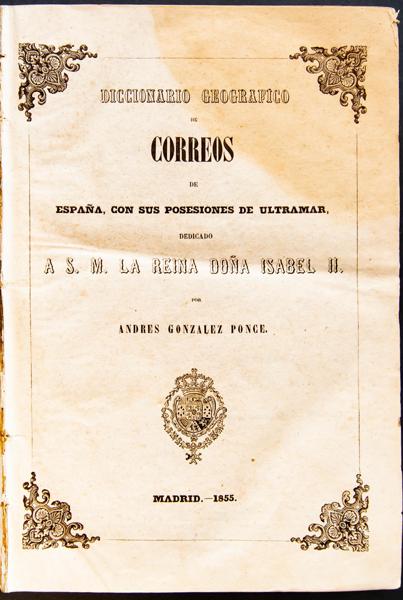 DICCIONARIO GEOGRAFICO
DE
CORREOS
DE
ESPAÑA, CON SUS POSESIONES DE ULTRAMAR,
DEDICADO
A S. M. LA REINA DOÑA ISABEL II.
POR
ANDRES GONZALEZ PONCE.
MADRID.—1855.